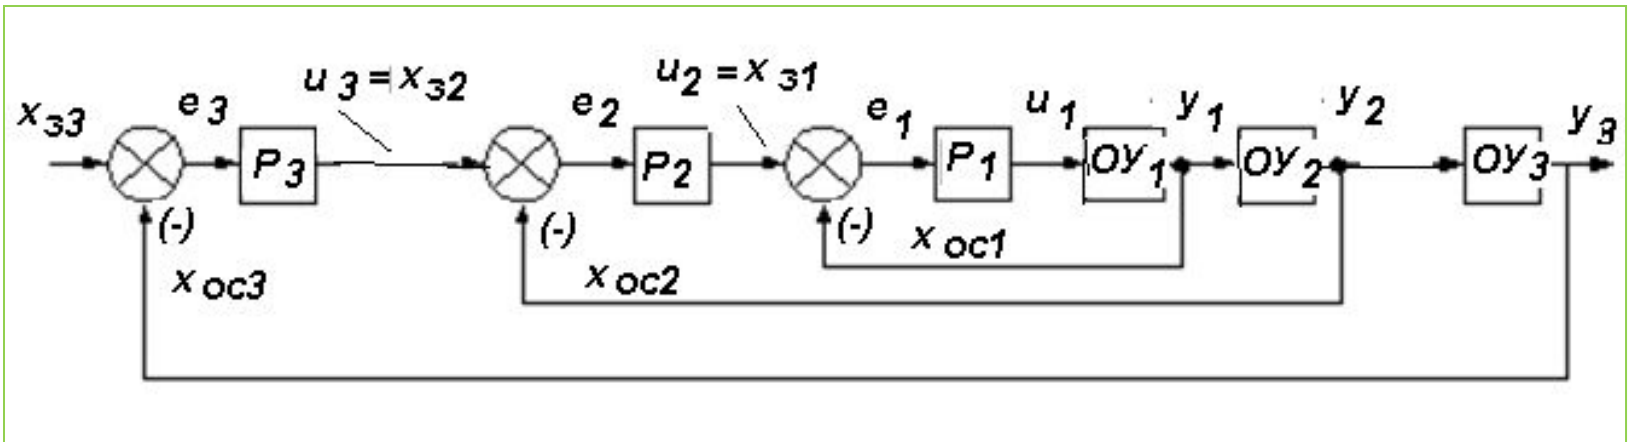 x з3
e 3
P 3
u 3 = x з2
e 2
P 2
u 2 = x з1
e 1
P 1
u 1
ОУ 1
y 1
ОУ 2
y 2
ОУ 3
y 3
(-)
x ос3
(-)
x ос2
(-)
x ос1